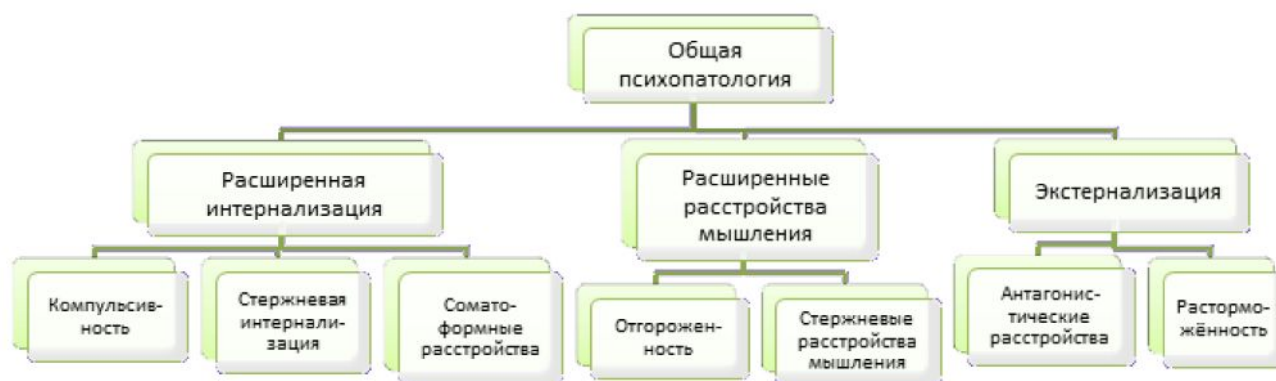 Общая
психопатология
Расширенная
интернализация
Расширенные
расстройства
мышления
Экстернализация
Компульсив-
ность
Стержневая
интернали-
зация
Сомато-
формные
расстройства
Отгорожен-
ность
Стержневые
расстройства
мышления
Антагонис-
тические
расстройства
Растормо-
жённость